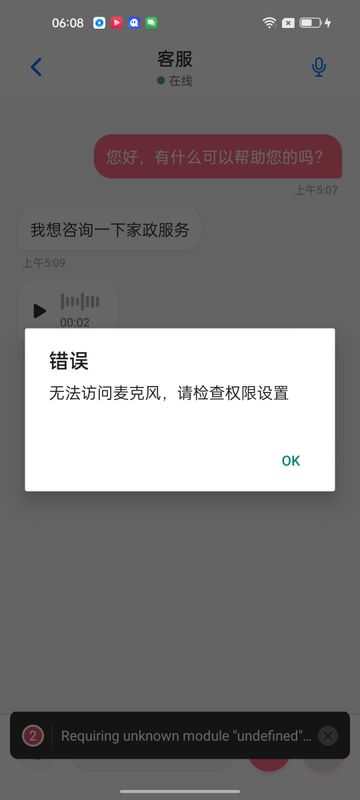 06:08
客服
在线
您好，有什么可以帮助您的吗？
上午5:07
我想咨询一下家政服务
上午5:09
00:02
错误
无法访问麦克风，请检查权限设置
OK
2 Requiring unknown module "undefined"...